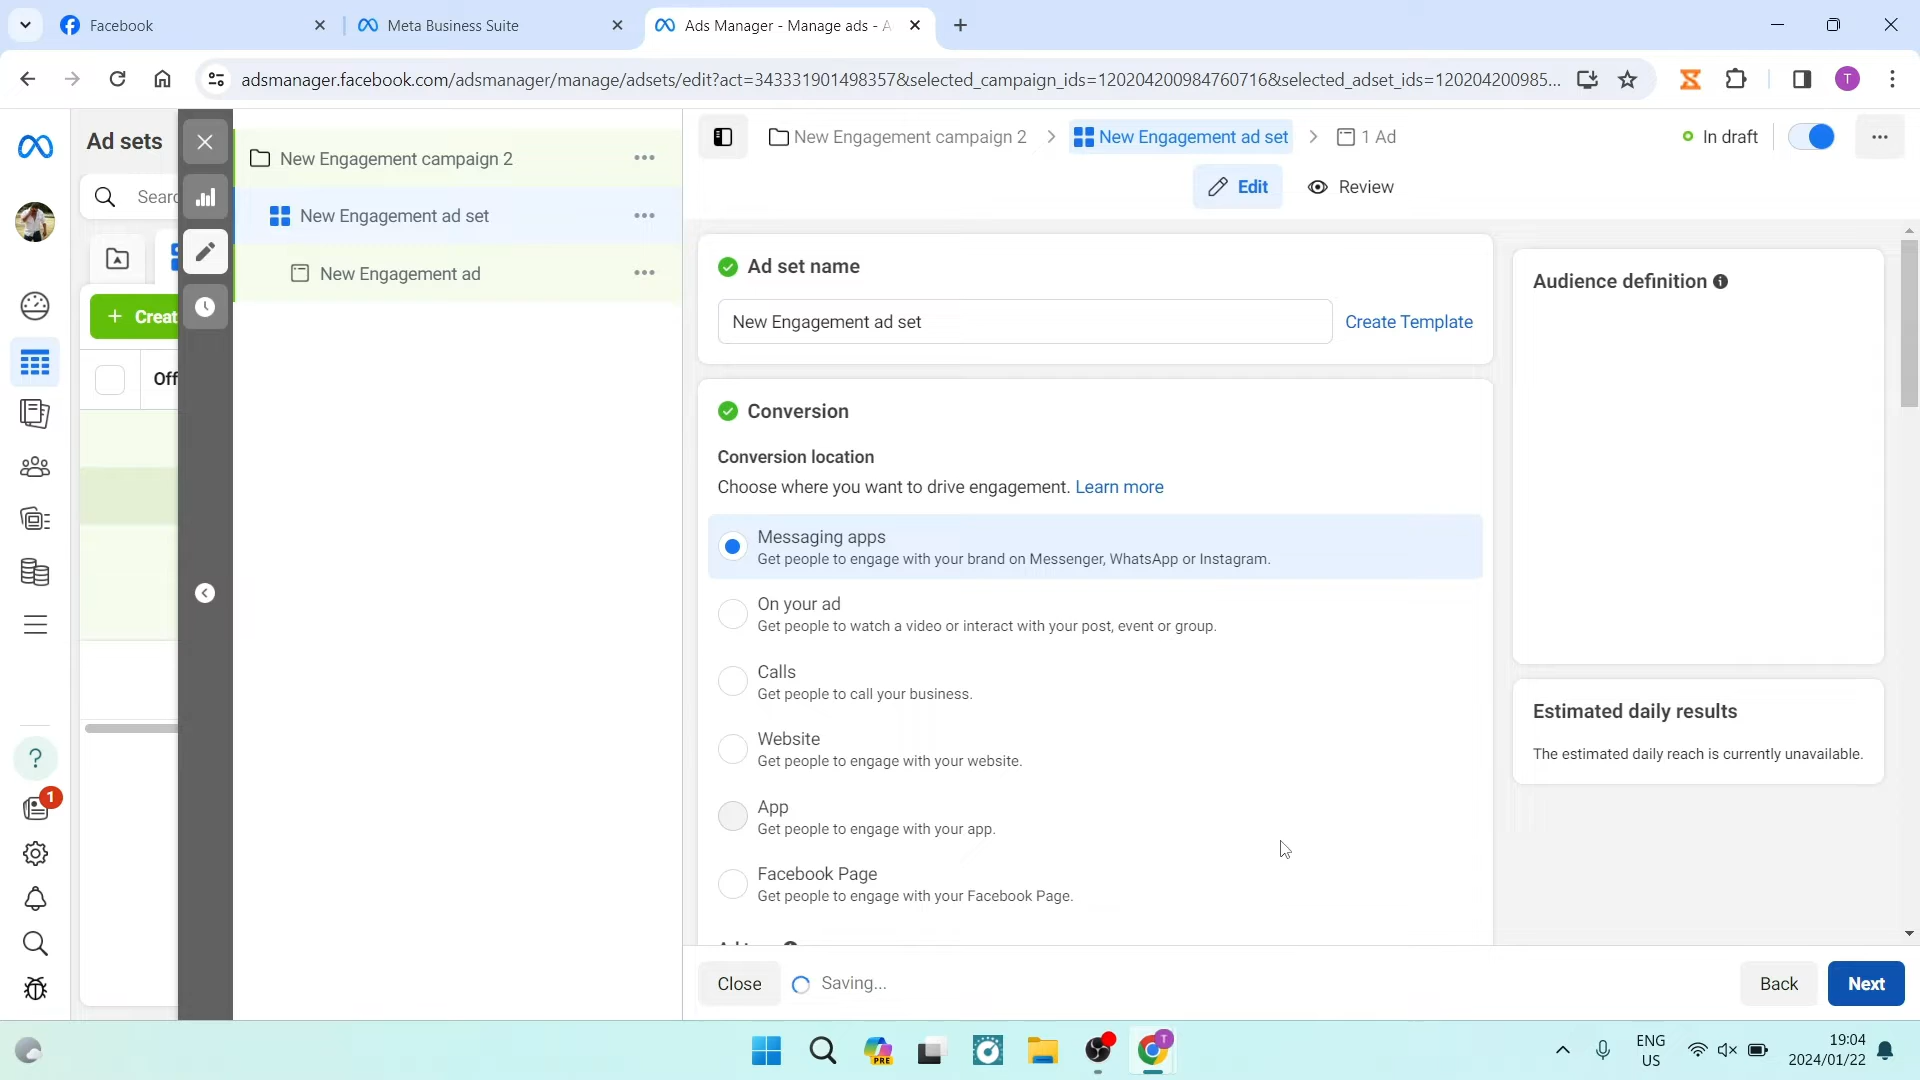 Facebook
Meta Business Suite
Ads Manager - Manage ads - A
adsmanager.facebook.com/adsmanager/manage/adsets/edit?act=343331901498357&selected_campaign_ids=120204200984760716&selected_adset_ids=120204200985...
T
Ad sets
Searc
+ Creat
Off
New Engagement campaign 2
New Engagement ad set
New Engagement ad
New Engagement campaign 2
New Engagement ad set
1 Ad
In draft
Edit
Review
Ad set name
New Engagement ad set
Create Template
Conversion
Conversion location
Choose where you want to drive engagement. Learn more
Messaging apps
Get people to engage with your brand on Messenger, WhatsApp or Instagram.
On your ad
Get people to watch a video or interact with your post, event or group.
Calls
Get people to call your business.
Website
Get people to engage with your website.
App
Get people to engage with your app.
Facebook Page
Get people to engage with your Facebook Page.
Audience definition
Estimated daily results
The estimated daily reach is currently unavailable.
?
1
Close
Saving...
Back
Next
PRE
T
ENG
US
19:04
2024/01/22